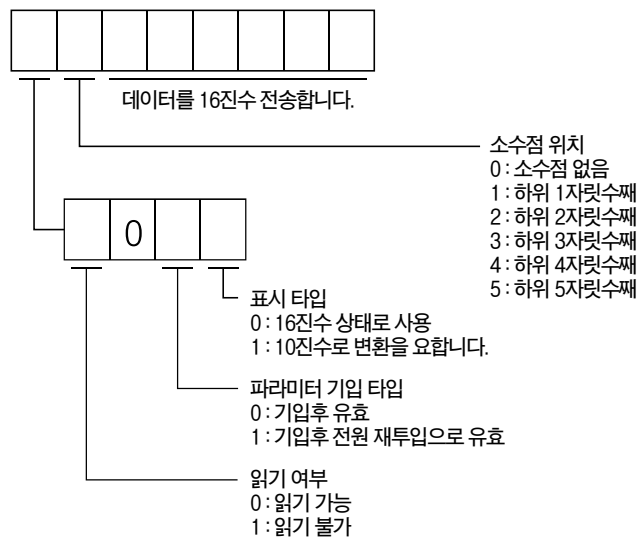 데이터를 16진수 전송합니다.
소수점 위치
0 : 소수점 없음
1 : 하위 1자릿수째
2 : 하위 2자릿수째
3 : 하위 3자릿수째
4 : 하위 4자릿수째
5 : 하위 5자릿수째
0
표시 타입
0 : 16진수 상태로 사용
1 : 10진수로 변환을 요합니다.
파라미터 기입 타입
0 : 기입후 유효
1 : 기입후 전원 재투입으로 유효
읽기 여부
0 : 읽기 가능
1 : 읽기 불가